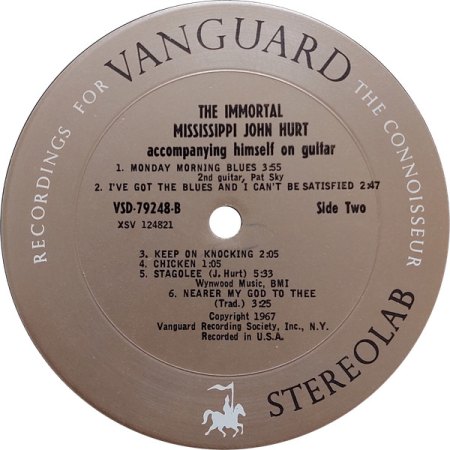 RECORDINGS FOR VANGUARD THE CONNOISSEUR
THE IMMORTAL
MISSISSIPPI JOHN HURT
accompanying himself on guitar
1. MONDAY MORNING BLUES 3:55
2nd guitar, Pat Sky
2. I'VE GOT THE BLUES AND I CAN'T BE SATISFIED 2:47
VSD-79248-B Side Two
XSV 124821
3. KEEP ON KNOCKING 2:05
4. CHICKEN 1:05
5. STAGOLEE (J. Hurt) 5:33
Wynwood Music, BMI
6. NEARER MY GOD TO THEE
(Trad.) 3:25
Copyright 1967
Vanguard Recording Society, Inc., N.Y.
Recorded in U.S.A.
STEREOLAB